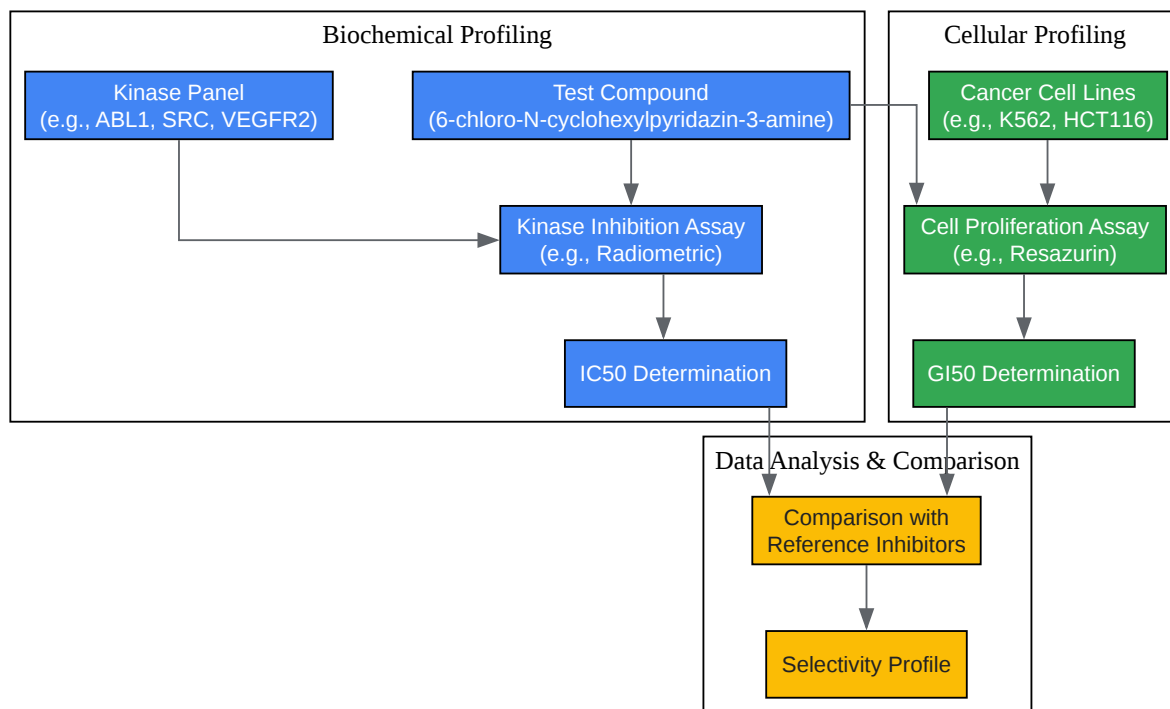 Biochemical Profiling
Kinase Panel
(e.g., ABL1, SRC, VEGFR2)
Test Compound
(6-chloro-N-cyclohexylpyridazin-3-amine)
Kinase Inhibition Assay
(e.g., Radiometric)
IC50 Determination
Cellular Profiling
Cancer Cell Lines
(e.g., K562, HCT116)
Cell Proliferation Assay
(e.g., Resazurin)
GI50 Determination
Data Analysis & Comparison
Comparison with
Reference Inhibitors
Selectivity Profile